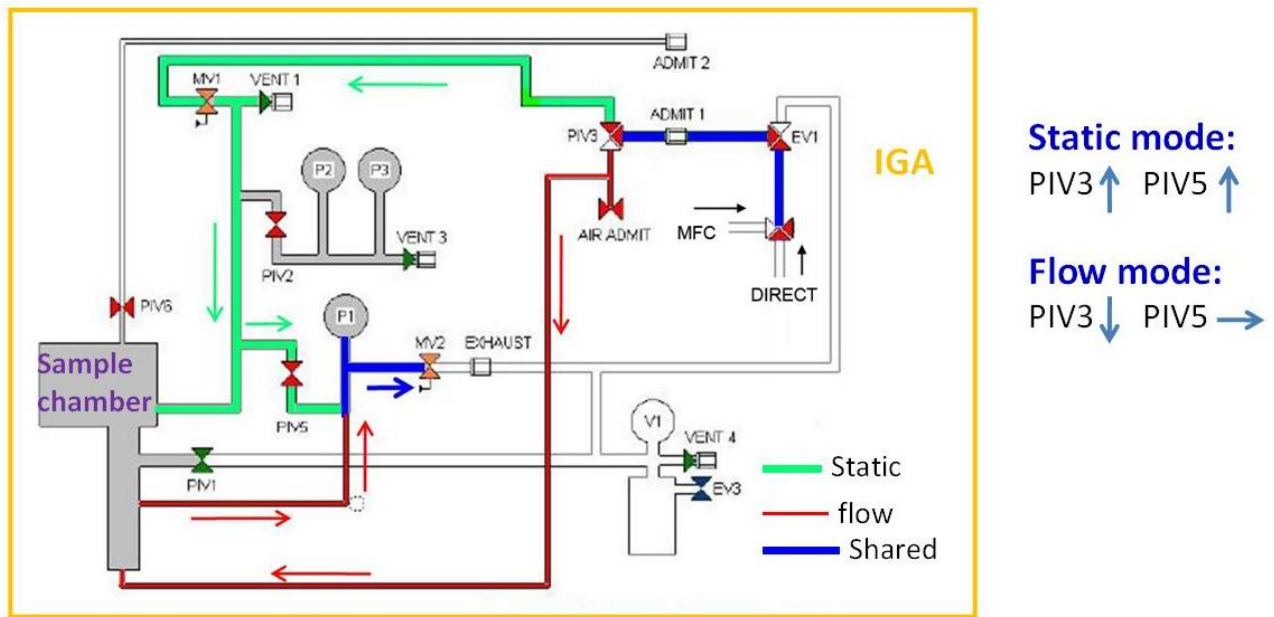 ADMIT 2
MV1
VENT 1
PIV3
ADMIT 1
EV1
IGA
P2
P3
AIR ADMIT
MFC
VENT 3
PIV2
DIRECT
PIV6
P1
MV2
EXHAUST
Sample
chamber
PIV5
V1
VENT 4
PIV1
EV3
Static
flow
Shared
Static mode:
PIV3 ↑ PIV5 ↑
Flow mode:
PIV3 ↓ PIV5 →